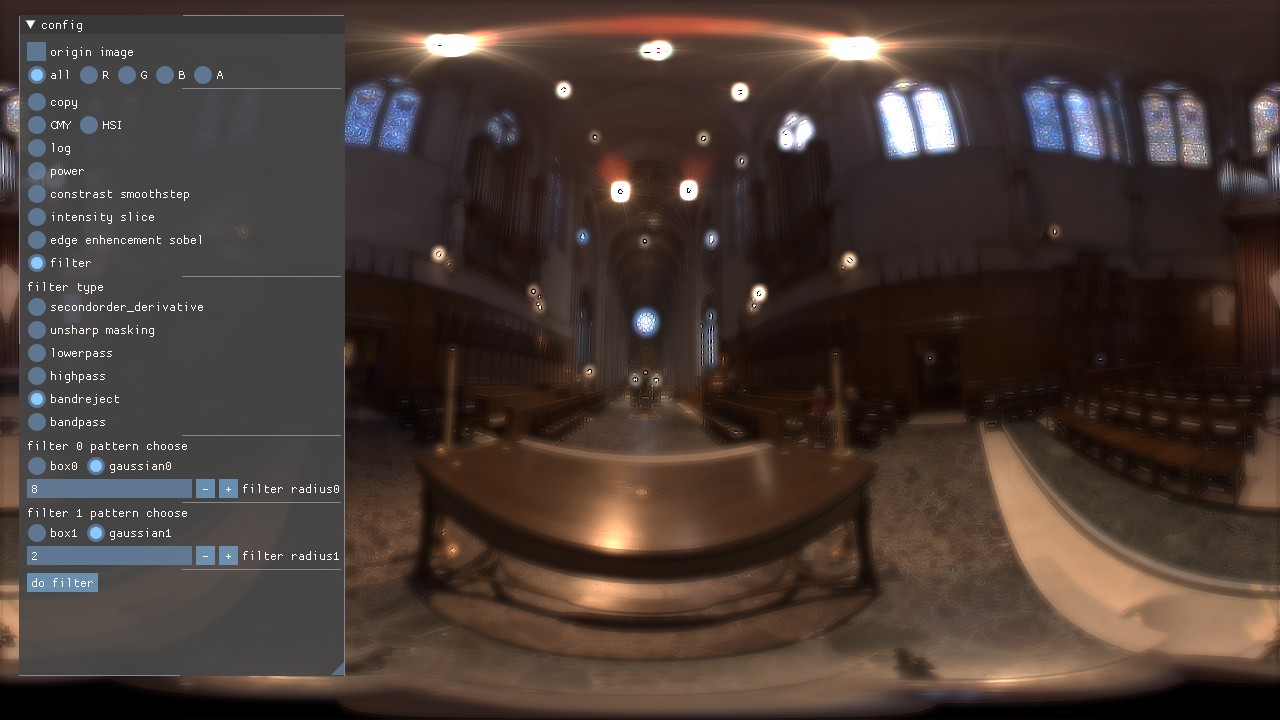 config
origin image
all R G B A
copy
CMY HSI
log
power
constrast smoothstep
intensity slice
edge enhencement sobel
filter
filter type
secondorder_derivative
unsharp masking
lowerpass
highpass
bandreject
bandpass
filter 0 pattern choose
box0 gaussian0
8 - + filter radius0
filter 1 pattern choose
box1 gaussian1
2 - + filter radius1
do filter